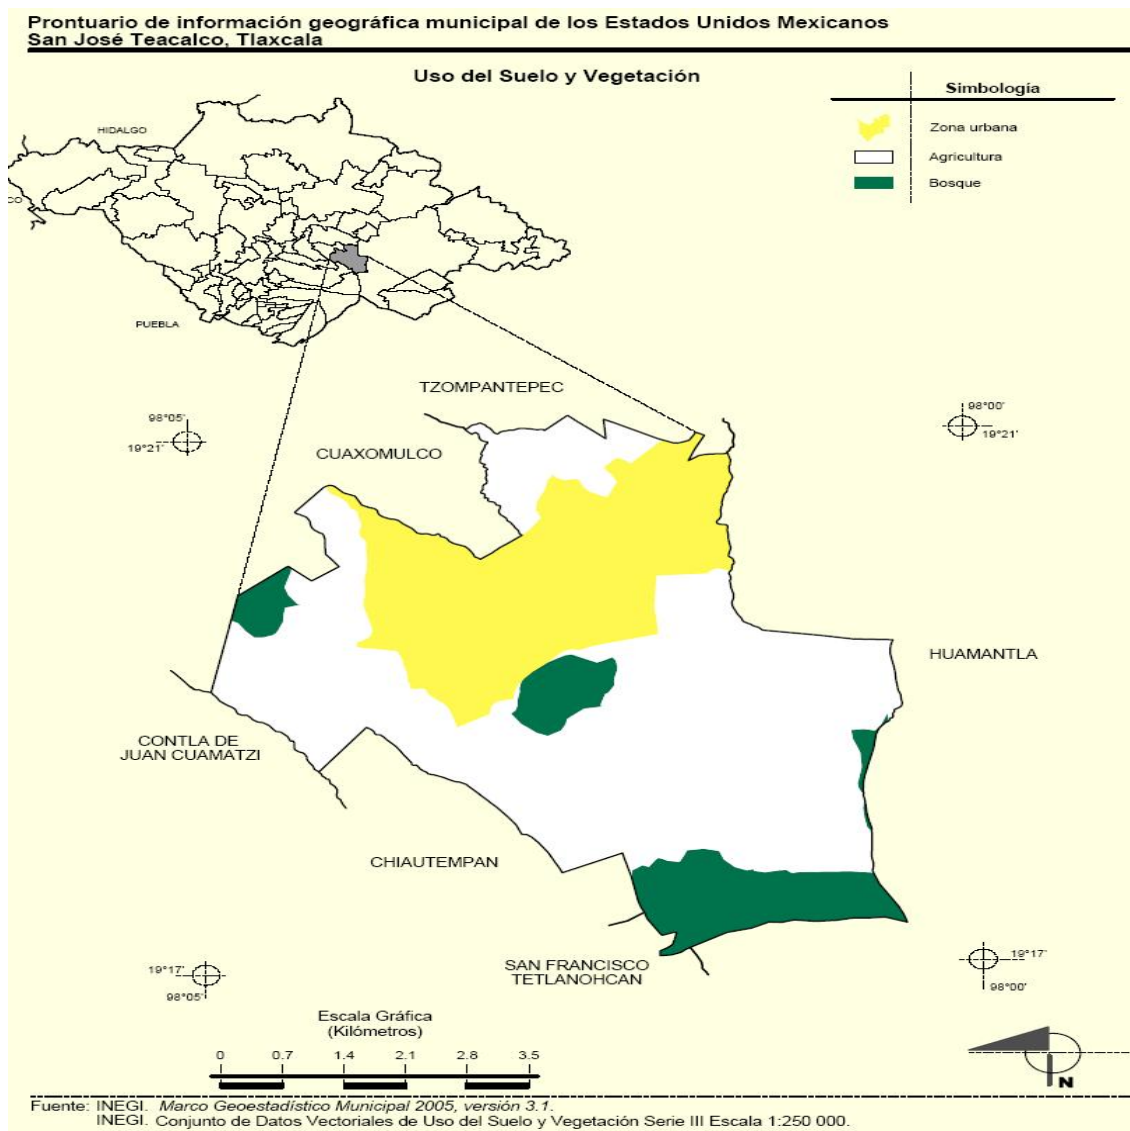 Prontuario de información geográfica municipal de los Estados Unidos Mexicanos
San José Teacalco, Tlaxcala
Uso del Suelo y Vegetación
Simbología
Zona urbana
Agricultura
Bosque
HIDALGO
CO
PUEBLA
TZOMPANTEPEC
98°05'
19°21'
98°00'
19°21'
CUAXOMULCO
HUAMANTLA
CONTLA DE
JUAN CUAMATZI
CHIAUTEMPAN
SAN FRANCISCO
TETLANOHCAN
19°17'
98°05'
19°17'
98°00'
Escala Gráfica
(Kilómetros)
0 0.7 1.4 2.1 2.8 3.5
N
Fuente: INEGI. Marco Geoestadístico Municipal 2005, versión 3.1.
INEGI. Conjunto de Datos Vectoriales de Uso del Suelo y Vegetación Serie III Escala 1:250 000.